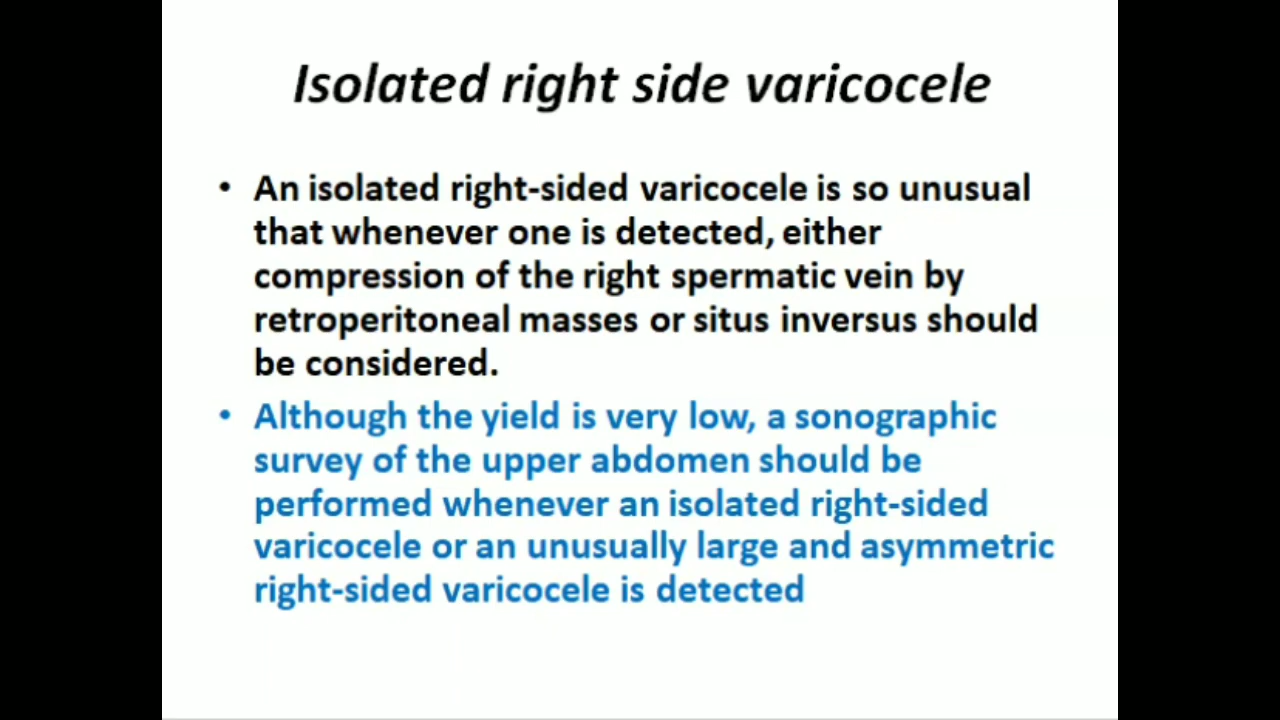 Isolated right side varicocele
• An isolated right-sided varicocele is so unusual
that whenever one is detected, either
compression of the right spermatic vein by
retroperitoneal masses or situs inversus should
be considered.
• Although the yield is very low, a sonographic
survey of the upper abdomen should be
performed whenever an isolated right-sided
varicocele or an unusually large and asymmetric
right-sided varicocele is detected